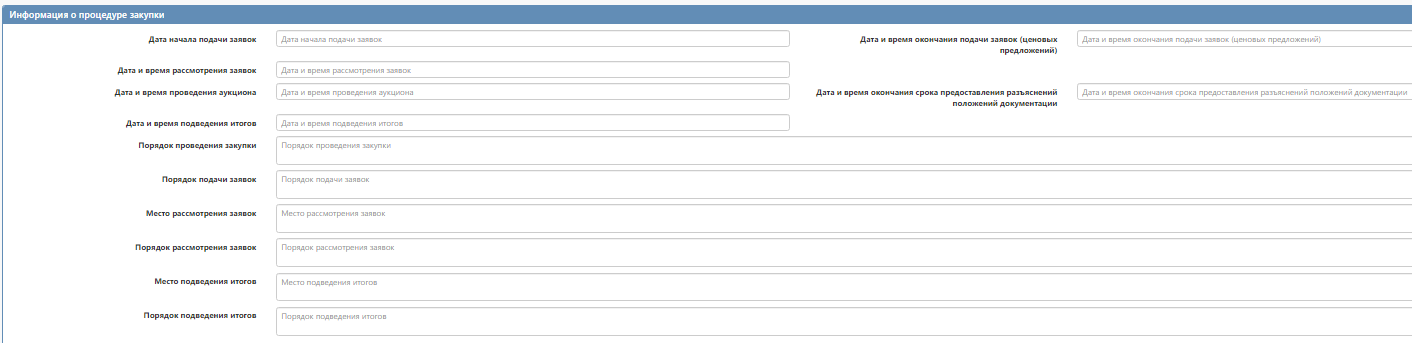 Информация о процедуре закупки
Дата начала подачи заявок
Дата начала подачи заявок
Дата и время окончания подачи заявок (ценовых
предложений)
Дата и время окончания подачи заявок (ценовых предложений)
Дата и время рассмотрения заявок
Дата и время рассмотрения заявок
Дата и время проведения аукциона
Дата и время проведения аукциона
Дата и время окончания срока предоставления разъяснений
положений документации
Дата и время окончания срока предоставления разъяснений положений документации
Дата и время подведения итогов
Дата и время подведения итогов
Порядок проведения закупки
Порядок проведения закупки
Порядок подачи заявок
Порядок подачи заявок
Место рассмотрения заявок
Место рассмотрения заявок
Порядок рассмотрения заявок
Порядок рассмотрения заявок
Место подведения итогов
Место подведения итогов
Порядок подведения итогов
Порядок подведения итогов